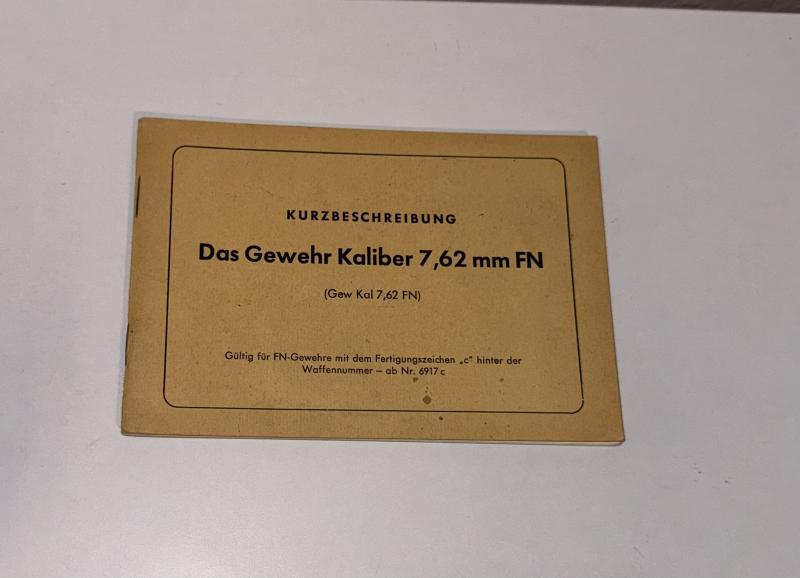 KURZBESCHREIBUNG
Das Gewehr Kaliber 7,62 mm FN
(Gew Kal 7,62 FN)
Gültig für FN-Gewehre mit dem Fertigungszeichen „c“ hinter der
Waffennummer – ab Nr. 6917 c